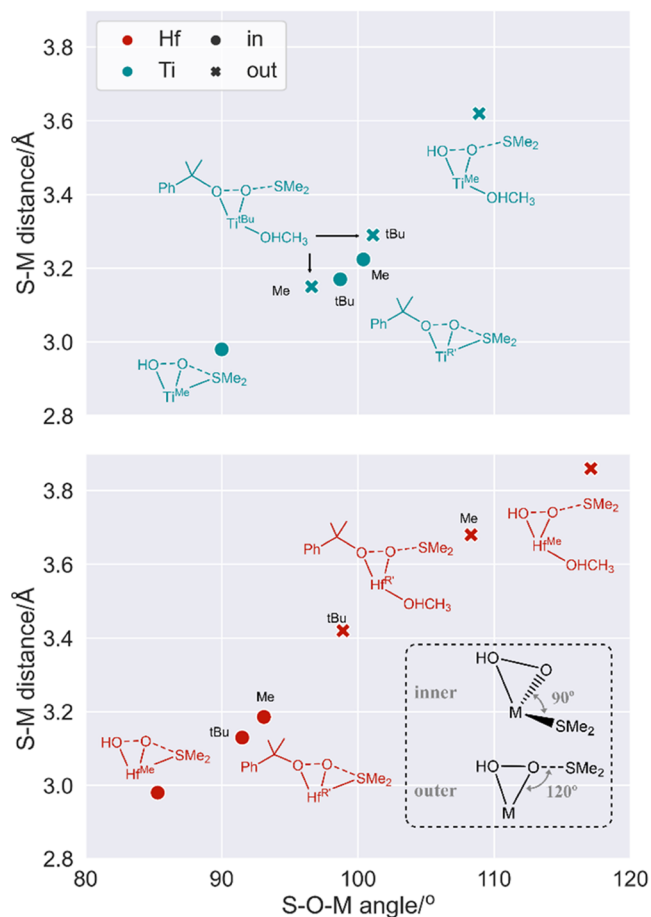 Hf in
Ti out
S-M distance/Å
3.8
3.6
3.4
3.2
3.0
2.8
HO O SMe2
TiMe
OHCH3
Ph O O SMe2
TitBu
OHCH3
tBu
Me
Me
tBu
Ph O O SMe2
TiR'
HO O SMe2
TiMe
S-M distance/Å
3.8
3.6
3.4
3.2
3.0
2.8
HO O SMe2
HfMe
OHCH3
Me
Ph O O SMe2
HfR'
OHCH3
tBu
Me
tBu
HO O SMe2
HfMe
Ph O O SMe2
HfR'
inner
HO O
M 90º
SMe2
outer
HO O SMe2
120º
M
80 90 100 110 120
S-O-M angle/º